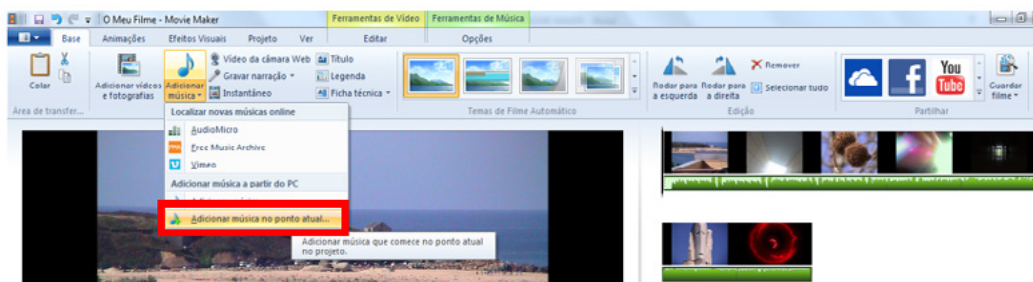 O Meu Filme - Movie Maker
Ferramentas de Vídeo Ferramentas de Música
Base Animações Efeitos Visuais Projeto Ver Editar Opções
Colar
Adicionar vídeos e fotografias
Adicionar música
Vídeo da câmara Web
Gravar narração
Instantâneo
Título
Legenda
Ficha técnica
Rodar para a esquerda
Rodar para a direita
Remover
Selecionar tudo
You Tube
Guardar filme
Área de transfer...
Temas de Filme Automático
Edição
Partilhar
Localizar novas músicas online
AudioMicro
Free Music Archive
Vimeo
Adicionar música a partir do PC
Adicionar música no ponto atual...
Adicionar música que comece no ponto atual
no projeto.